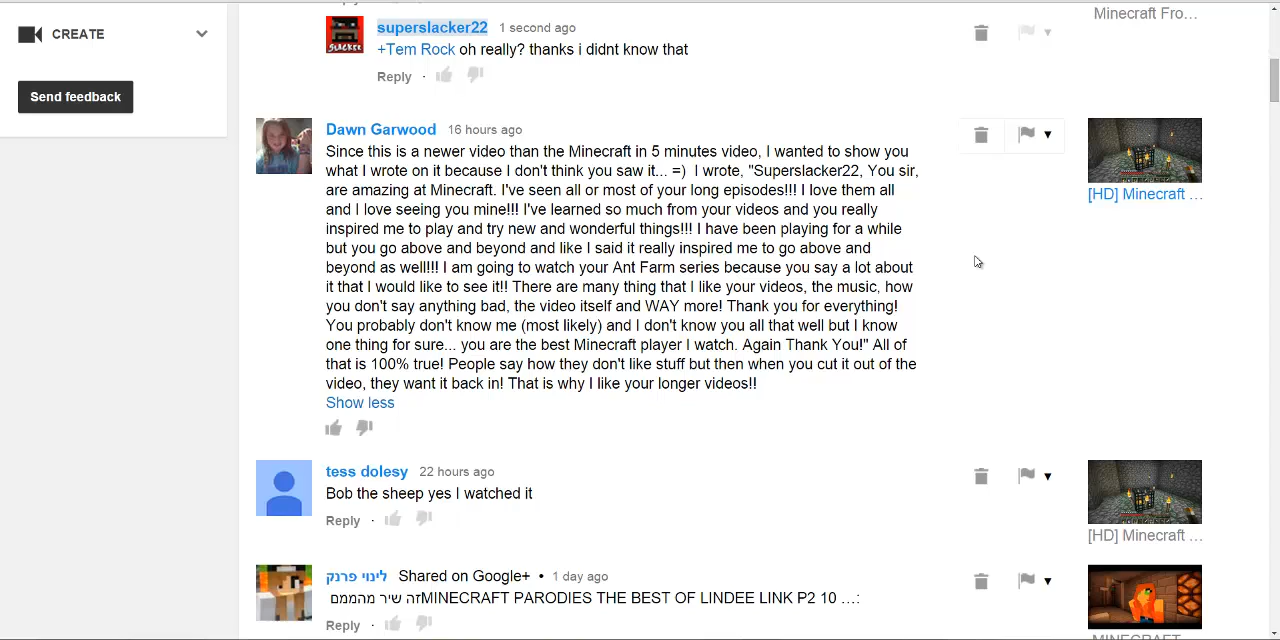 CREATE
Send feedback
superslacker22 1 second ago
+Tem Rock oh really? thanks i didnt know that
Reply ·
SLACKER
Minecraft Fro...
Dawn Garwood 16 hours ago
Since this is a newer video than the Minecraft in 5 minutes video, I wanted to show you
what I wrote on it because I don't think you saw it... =)  I wrote, "Superslacker22, You sir,
are amazing at Minecraft. I've seen all or most of your long episodes!!! I love them all
and I love seeing you mine!!! I've learned so much from your videos and you really
inspired me to play and try new and wonderful things!!! I have been playing for a while
but you go above and beyond and like I said it really inspired me to go above and
beyond as well!!! I am going to watch your Ant Farm series because you say a lot about
it that I would like to see it!! There are many thing that I like your videos, the music, how
you don't say anything bad, the video itself and WAY more! Thank you for everything!
You probably don't know me (most likely) and I don't know you all that well but I know
one thing for sure... you are the best Minecraft player I watch. Again Thank You!" All of
that is 100% true! People say how they don't like stuff but then when you cut it out of the
video, they want it back in! That is why I like your longer videos!!
Show less
[HD] Minecraft ...
tess dolesy 22 hours ago
Bob the sheep yes I watched it
Reply ·
[HD] Minecraft ...
לינוי פרנק Shared on Google+ • 1 day ago
זה שיר מהממםMINECRAFT PARODIES THE BEST OF LINDEE LINK P2 10 …:
Reply ·
MINECRAFT